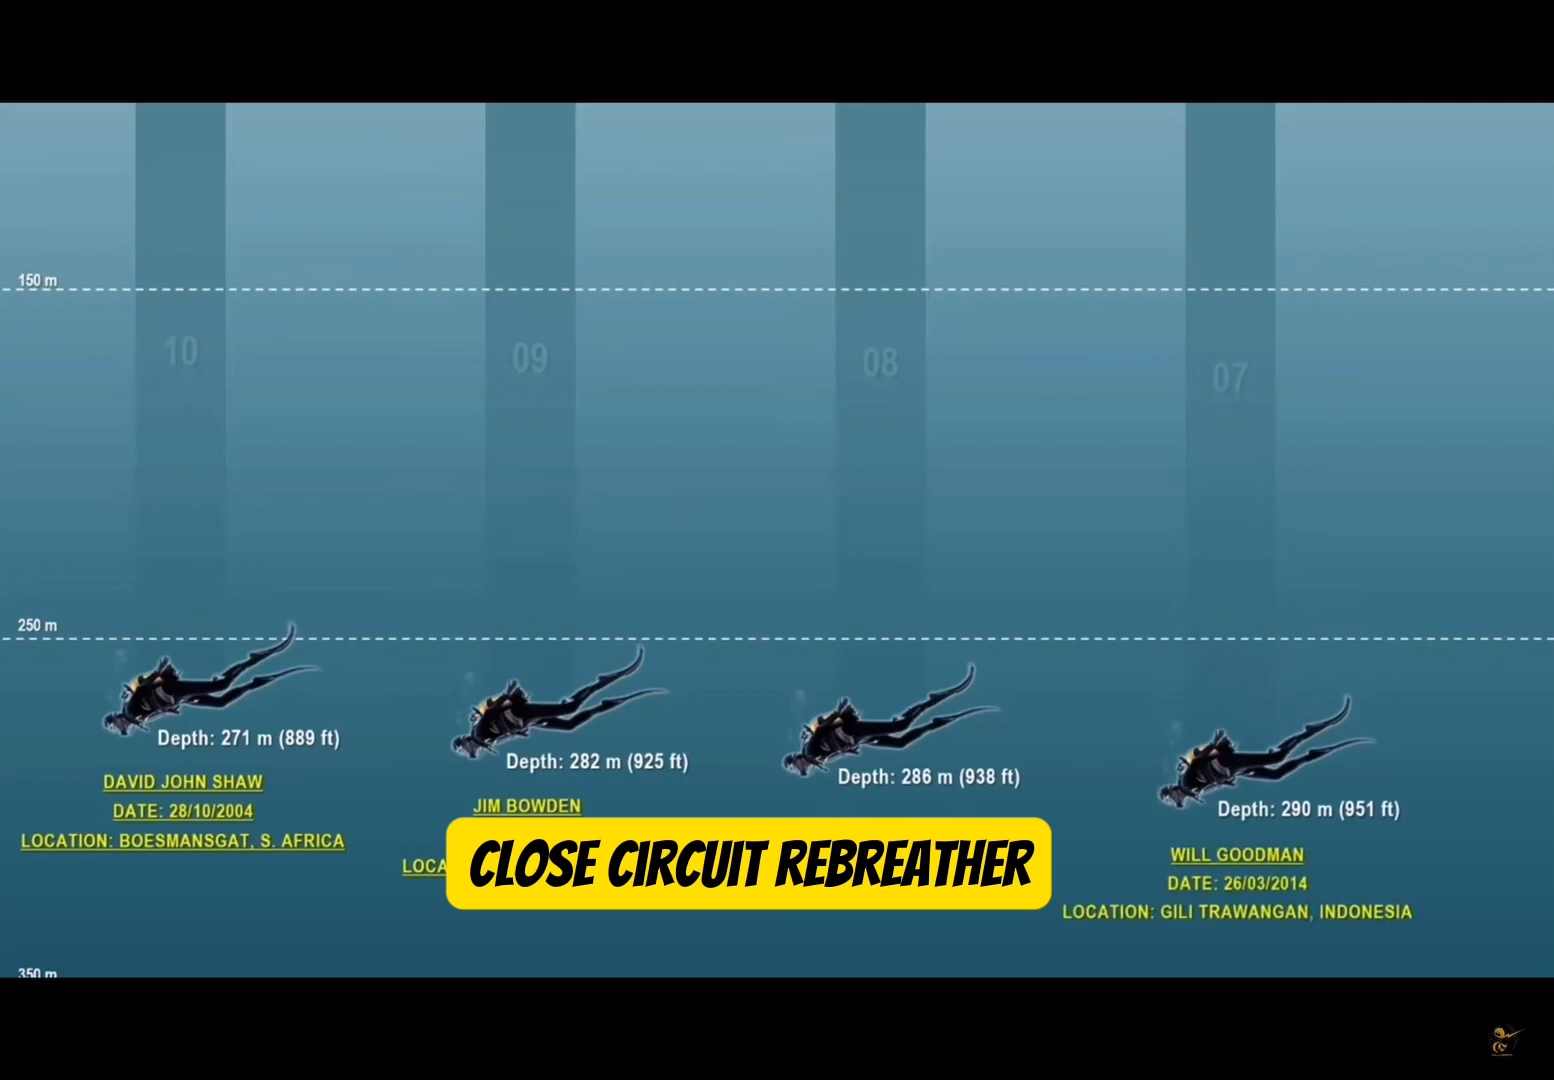 150 m
10
09
08
07
250 m
Depth: 271 m (889 ft)
DAVID JOHN SHAW
DATE: 28/10/2004
LOCATION: BOESMANSGAT, S. AFRICA
Depth: 282 m (925 ft)
JIM BOWDEN
LOCA
Depth: 286 m (938 ft)
Depth: 290 m (951 ft)
WILL GOODMAN
DATE: 26/03/2014
LOCATION: GILI TRAWANGAN, INDONESIA
CLOSE CIRCUIT REBREATHER
350 m